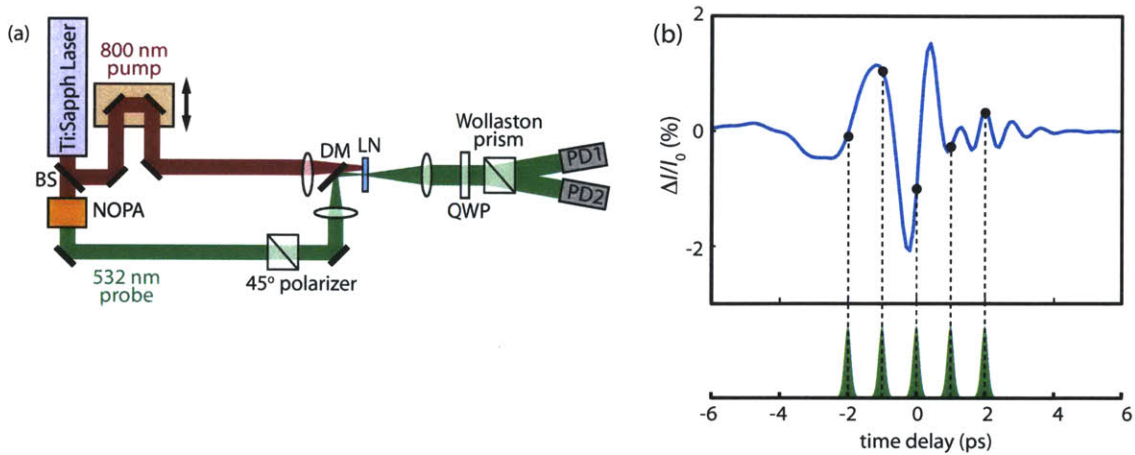 (a)
Ti:Sapph Laser
800 nm
pump
BS
NOPA
532 nm
probe
45° polarizer
DM
LN
QWP
Wollaston
prism
PD1
PD2
(b)
ΔI/I₀ (%)
0
-2
-6
-4
-2
0
2
4
6
time delay (ps)